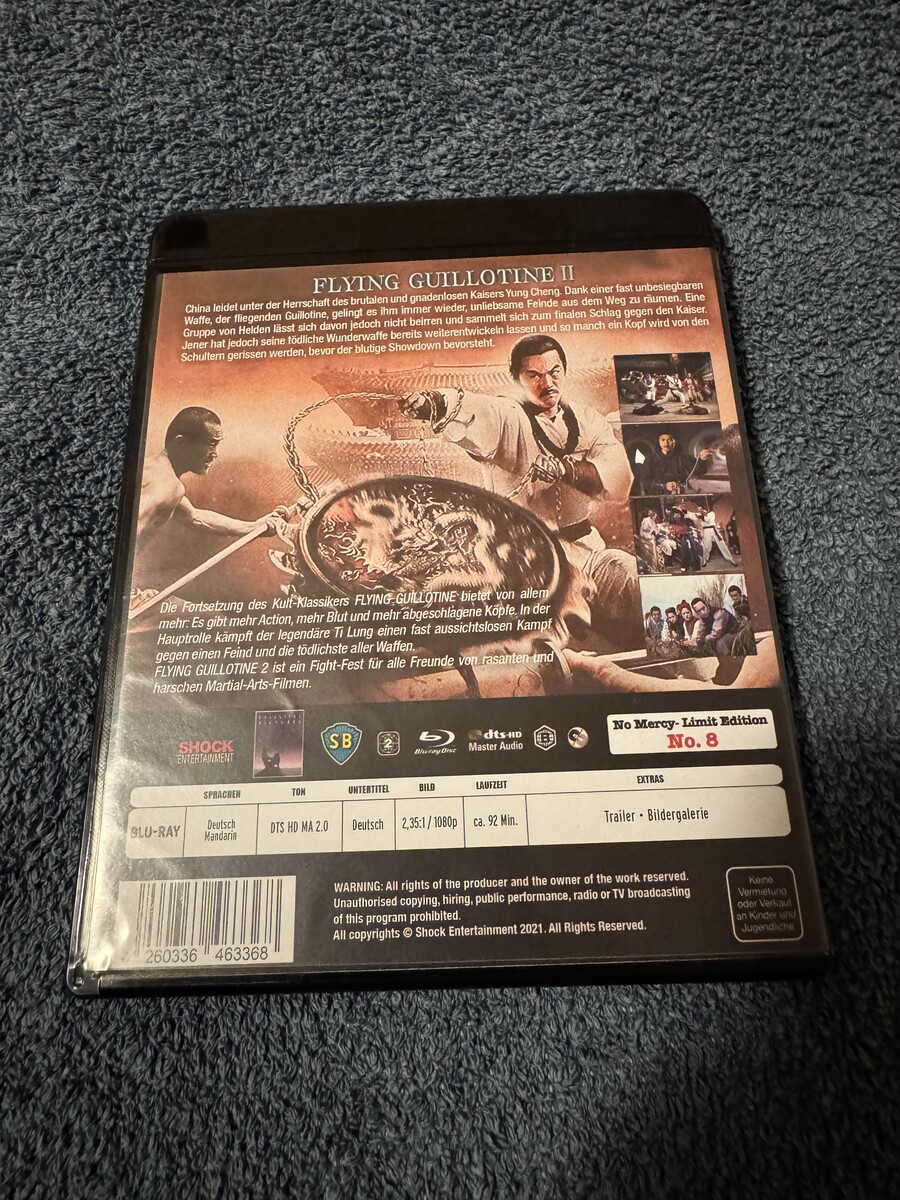 FLYING GUILLOTINE II
China leidet unter der Herrschaft des brutalen und gnadenlosen Kaisers Yung Cheng. Dank einer fast unbesiegbaren
Waffe, der fliegenden Guillotine, gelingt es ihm immer wieder, unliebsame Feinde aus dem Weg zu räumen. Eine
Gruppe von Helden lässt sich davon jedoch nicht beirren und sammelt sich zum finalen Schlag gegen den Kaiser.
Jener hat jedoch seine tödliche Wunderwaffe bereits weiterentwickeln lassen und so manch ein Kopf wird von den
Schultern gerissen werden, bevor der blutige Showdown bevorsteht.
Die Fortsetzung des Kult-Klassikers FLYING GUILLOTINE bietet von allem
mehr: Es gibt mehr Action, mehr Blut und mehr abgeschlagene Köpfe. In der
Hauptrolle kämpft der legendäre Ti Lung einen fast aussichtslosen Kampf
gegen einen Feind und die tödlichste aller Waffen.
FLYING GUILLOTINE 2 ist ein Fight-Fest für alle Freunde von rasanten und
harschen Martial-Arts-Filmen.
SHOCK
ENTERTAINMENT
CELESTIAL
PICTURES
SB
2
Blu-ray Disc
dts-HD
Master Audio
No Mercy- Limit Edition
No. 8
SPRACHEN TON UNTERTITEL BILD LAUFZEIT EXTRAS
BLU-RAY
Deutsch
Mandarin
DTS HD MA 2.0
Deutsch
2,35:1 / 1080p
ca. 92 Min.
Trailer • Bildergalerie
260336 463368
WARNING: All rights of the producer and the owner of the work reserved.
Unauthorised copying, hiring, public performance, radio or TV broadcasting
of this program prohibited.
All copyrights © Shock Entertainment 2021. All Rights Reserved.
Keine
Vermietung
oder Verkauf
an Kinder und
Jugendliche